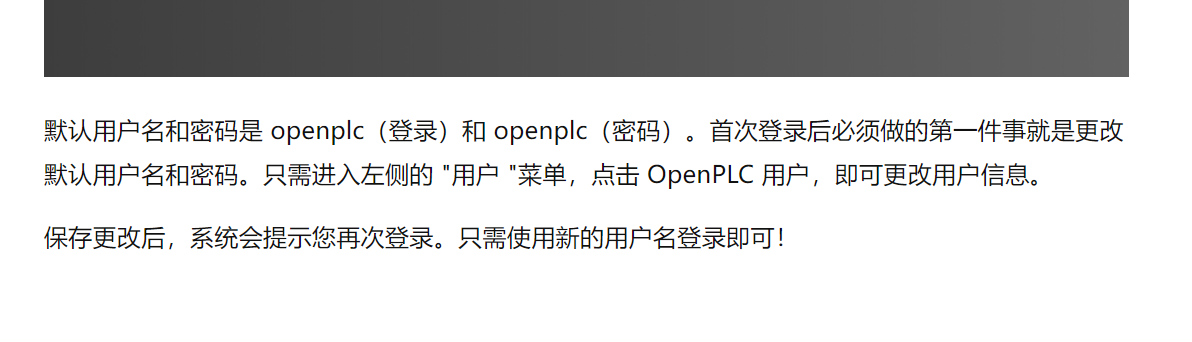 默认用户名和密码是 openplc（登录）和 openplc（密码）。首次登录后必须做的第一件事就是更改
默认用户名和密码。只需进入左侧的 "用户 "菜单，点击 OpenPLC 用户，即可更改用户信息。
保存更改后，系统会提示您再次登录。只需使用新的用户名登录即可！